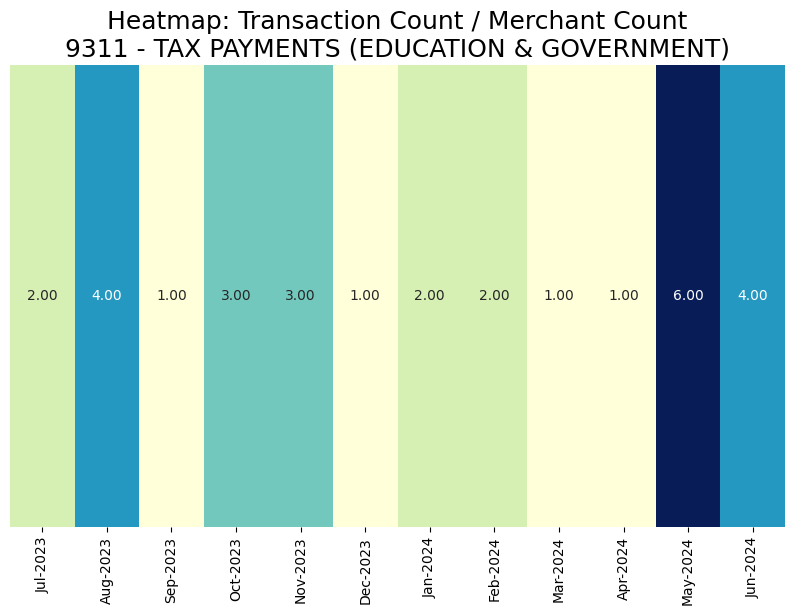 Heatmap: Transaction Count / Merchant Count
9311 - TAX PAYMENTS (EDUCATION & GOVERNMENT)
2.00 4.00 1.00 3.00 3.00 1.00 2.00 2.00 1.00 1.00 6.00 4.00
Jul-2023 Aug-2023 Sep-2023 Oct-2023 Nov-2023 Dec-2023 Jan-2024 Feb-2024 Mar-2024 Apr-2024 May-2024 Jun-2024